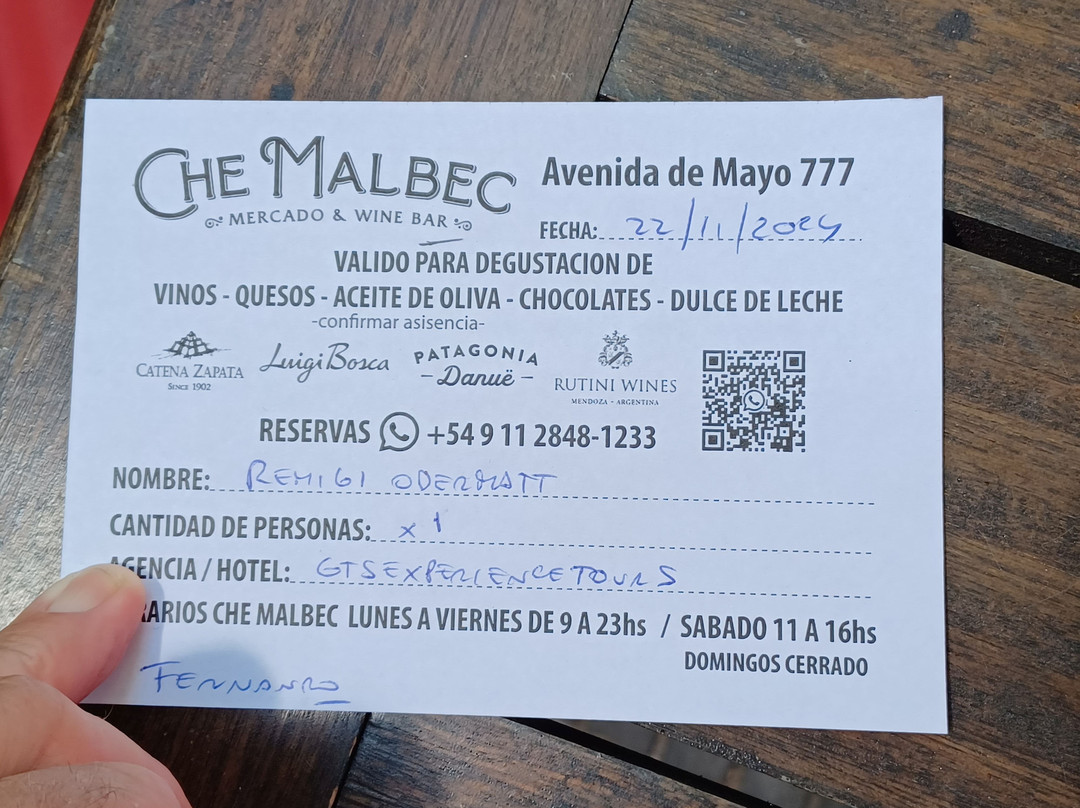 CHE MALBEC
MERCADO & WINE BAR
Avenida de Mayo 777
FECHA: 22/11/2024
VALIDO PARA DEGUSTACION DE
VINOS - QUESOS - ACEITE DE OLIVA - CHOCOLATES - DULCE DE LECHE
-confirmar asisencia-
CATENA ZAPATA
SINCE 1902
Luigi Bosca
PATAGONIA
- Danuë -
RUTINI WINES
MENDOZA - ARGENTINA
RESERVAS +54 9 11 2848-1233
NOMBRE: REMIGI ODERMATT
CANTIDAD DE PERSONAS: x 1
AGENCIA / HOTEL: GTSEXPERIENCETOURS
RARIOS CHE MALBEC LUNES A VIERNES DE 9 A 23hs / SABADO 11 A 16hs
DOMINGOS CERRADO
FERNANDO